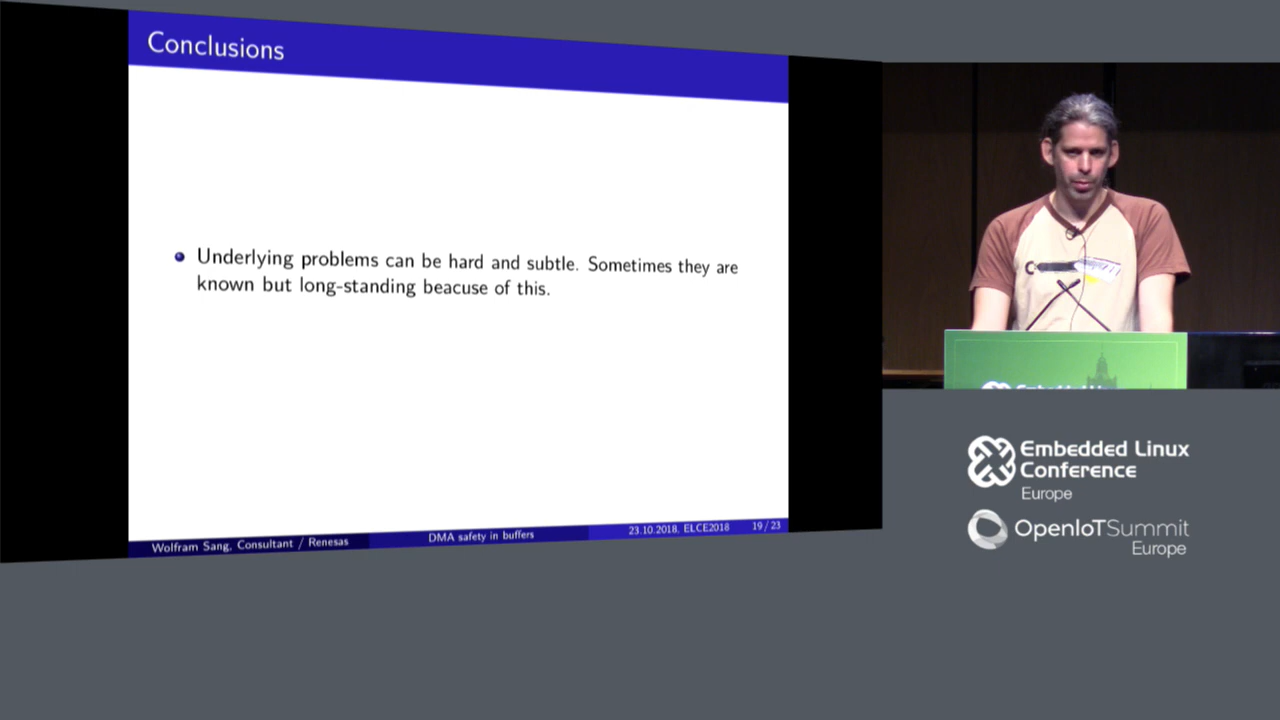 Conclusions
Underlying problems can be hard and subtle. Sometimes they are
known but long-standing beacuse of this.
Wolfram Sang, Consultant / Renesas
DMA safety in buffers
23.10.2018, ELCE2018
19 / 23
Embedded Linux
Conference
Europe
OpenIoTSummit
Europe